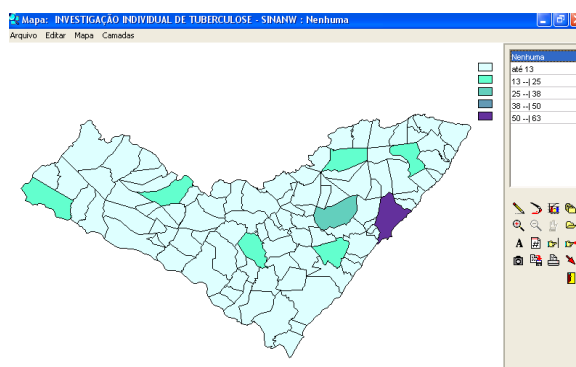 Mapa: INVESTIGAÇÃO INDIVIDUAL DE TUBERCULOSE - SINANW : Nenhuma
Arquivo Editar Mapa Camadas
Nenhuma
até 13
13 --| 25
25 --| 38
38 --| 50
50 --| 63
A #